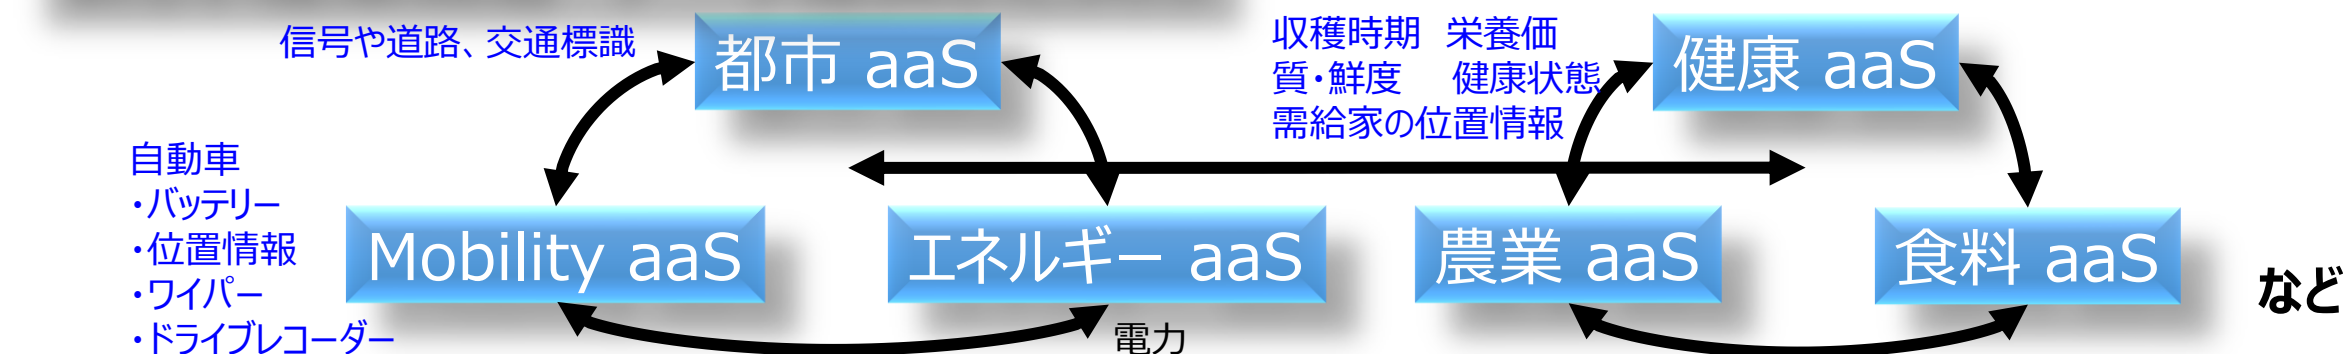 信号や道路、交通標識
都市 aaS
収穫時期　栄養価
質・鮮度　健康状態
需給家の位置情報
健康 aaS
自動車
・バッテリー
・位置情報
・ワイパー
・ドライブレコーダー
Mobility aaS
エネルギー aaS
農業 aaS
食料 aaS
など
電力